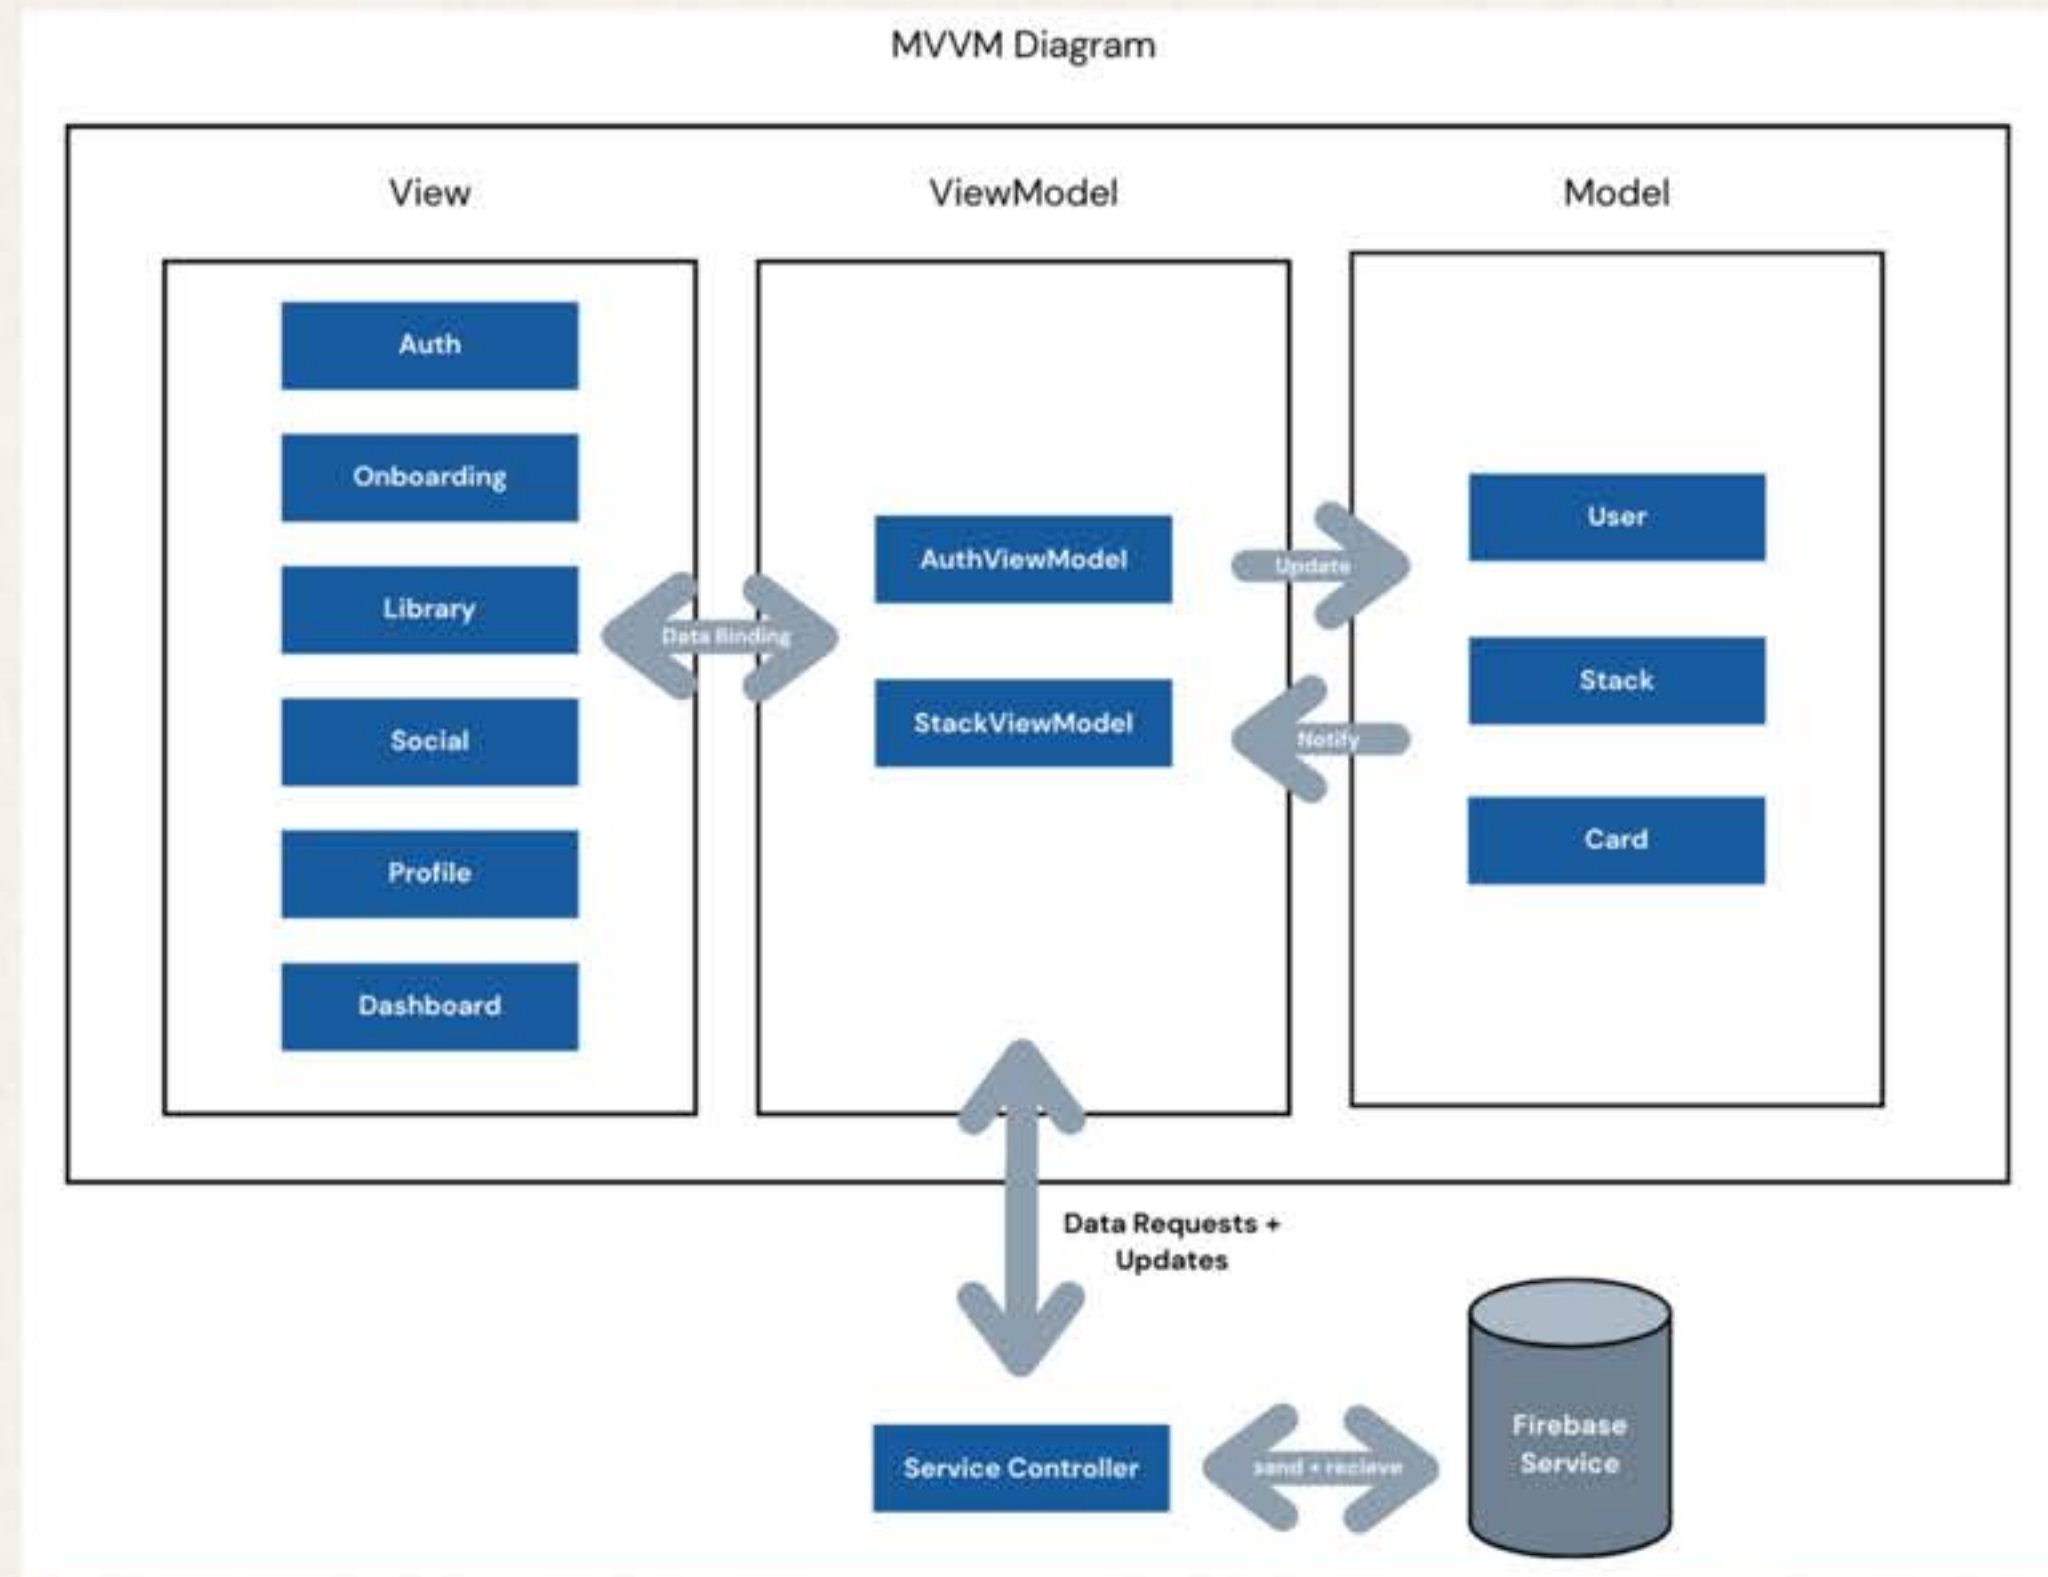 MVVM Diagram
View
ViewModel
Model
Auth
Onboarding
Library
Social
Profile
Dashboard
Data Binding
AuthViewModel
StackViewModel
Update
Notify
User
Stack
Card
Data Requests +
Updates
Service Controller
send + recieve
Firebase
Service